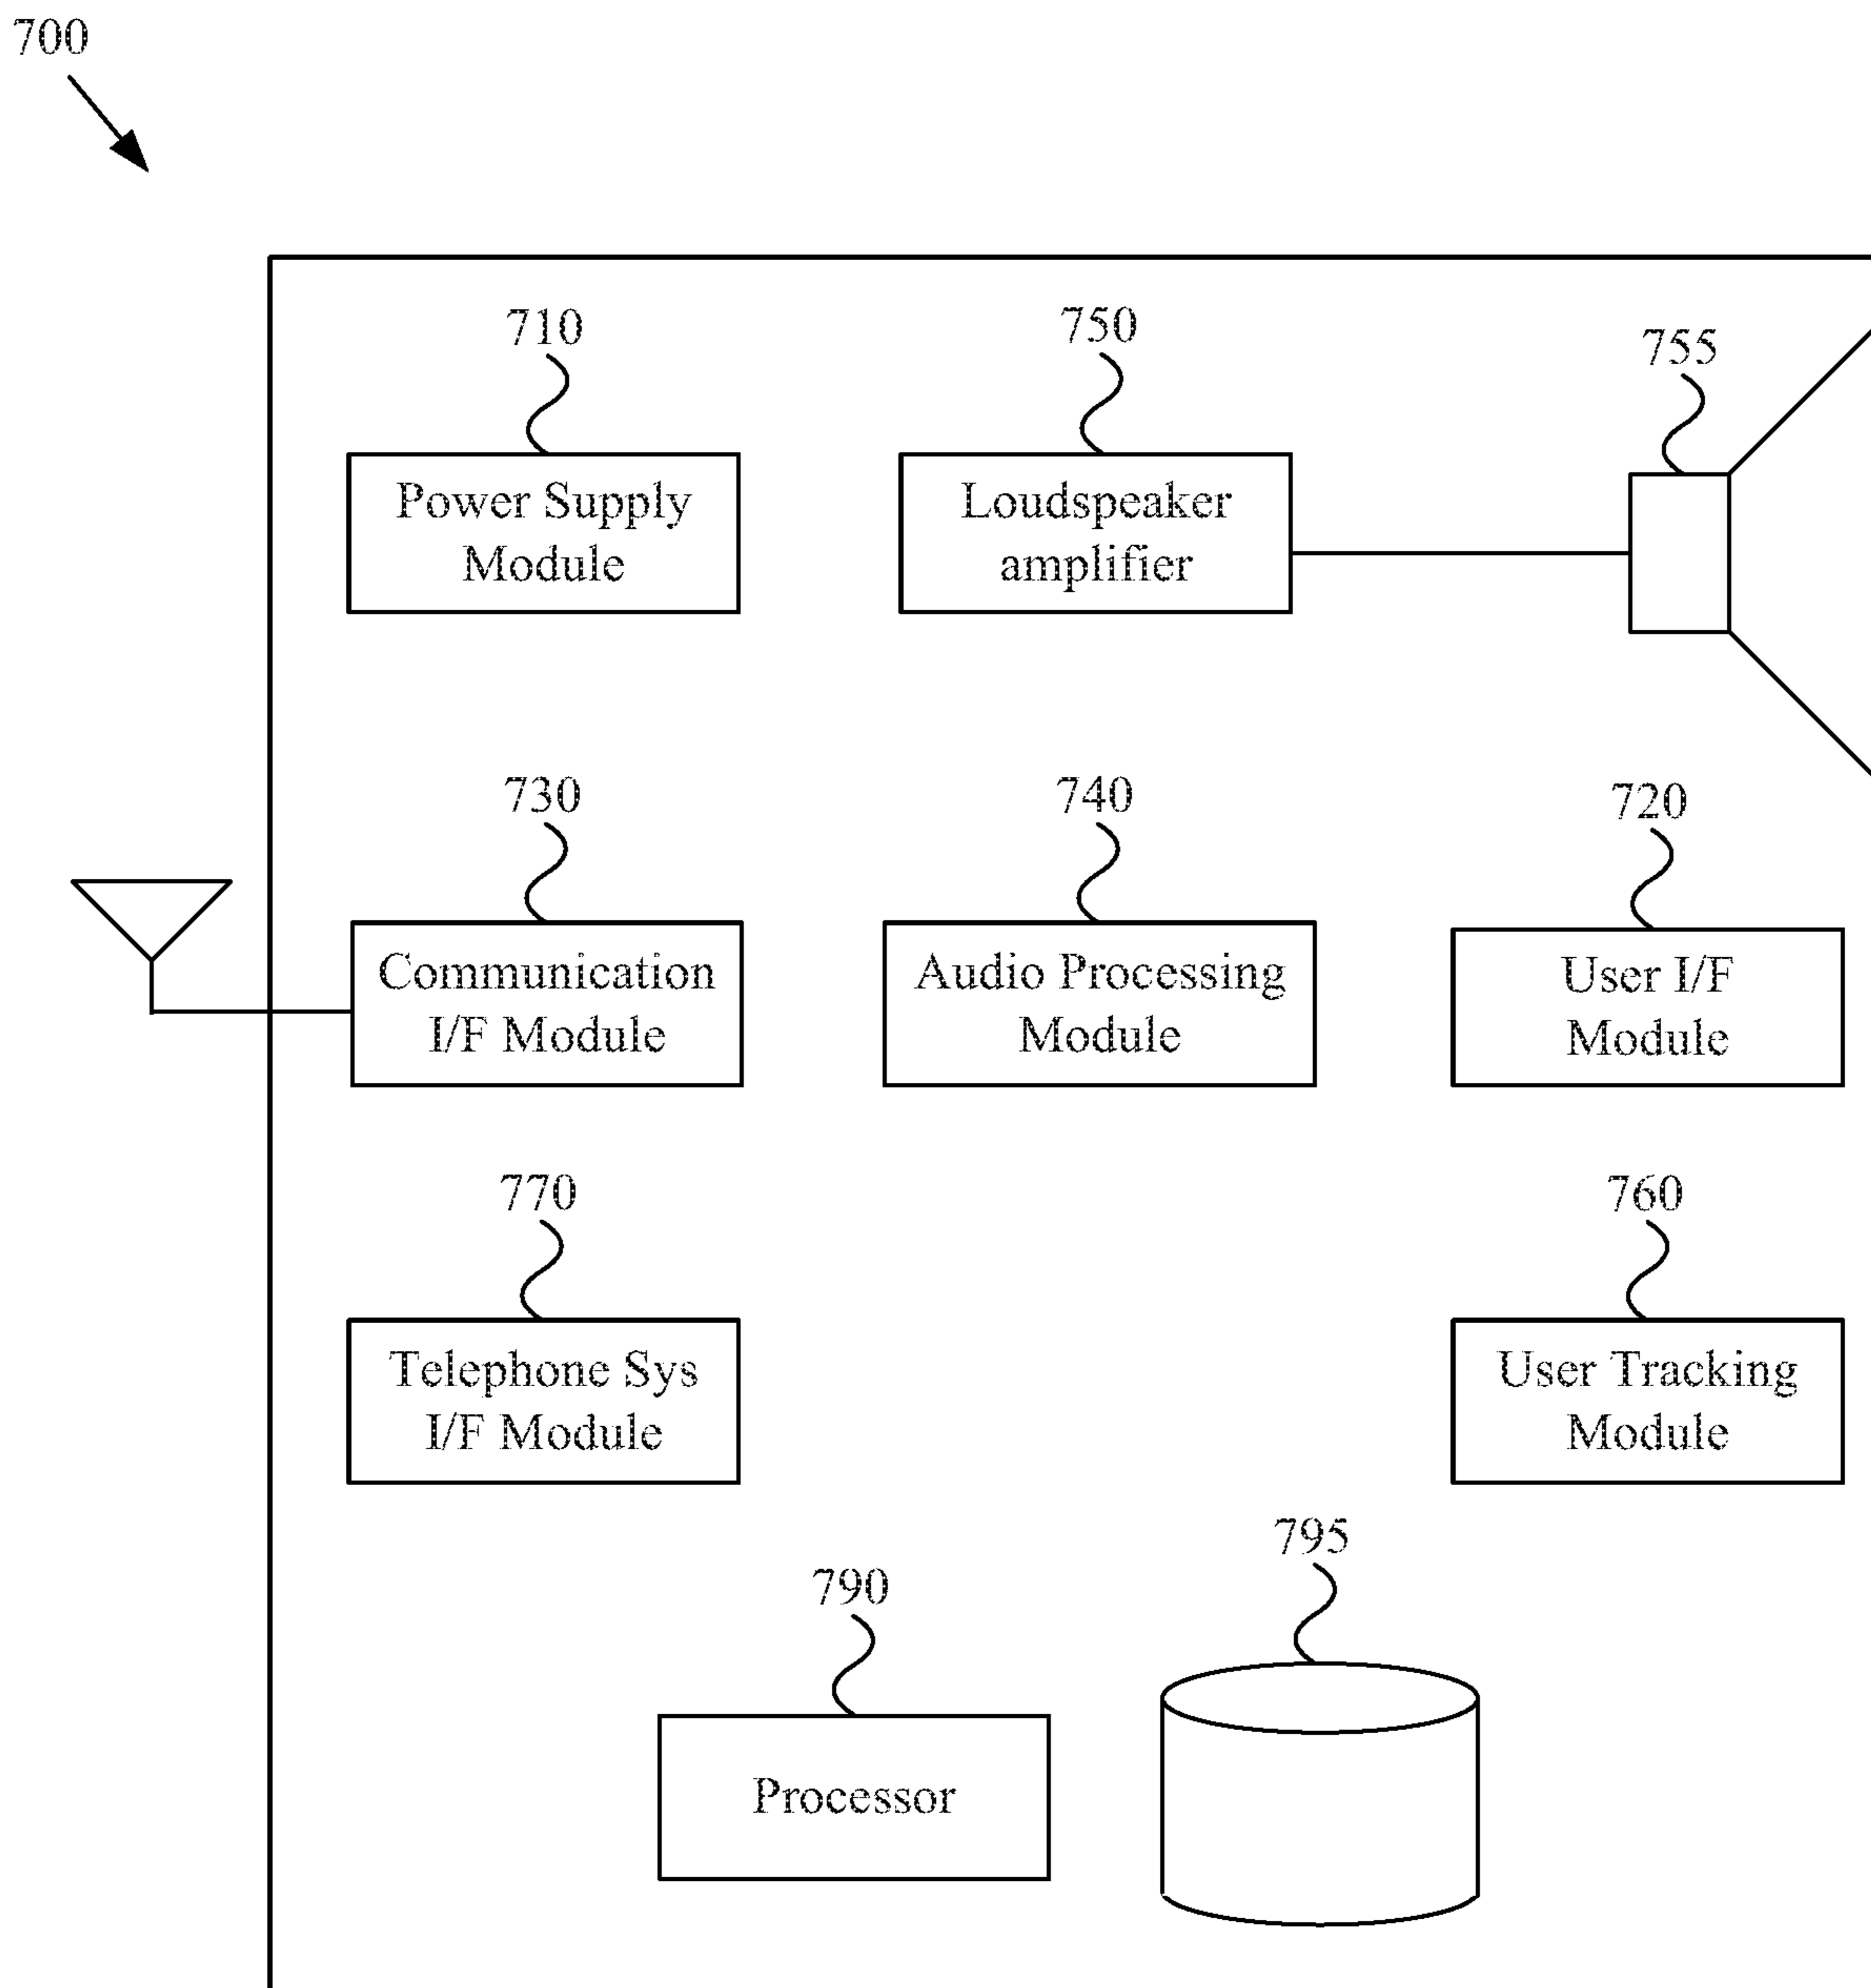 700
710
750
755
Power Supply
Module
Loudspeaker
amplifier
730
740
720
Communication
I/F Module
Audio Processing
Module
User I/F
Module
770
760
Telephone Sys
I/F Module
User Tracking
Module
790
795
Processor